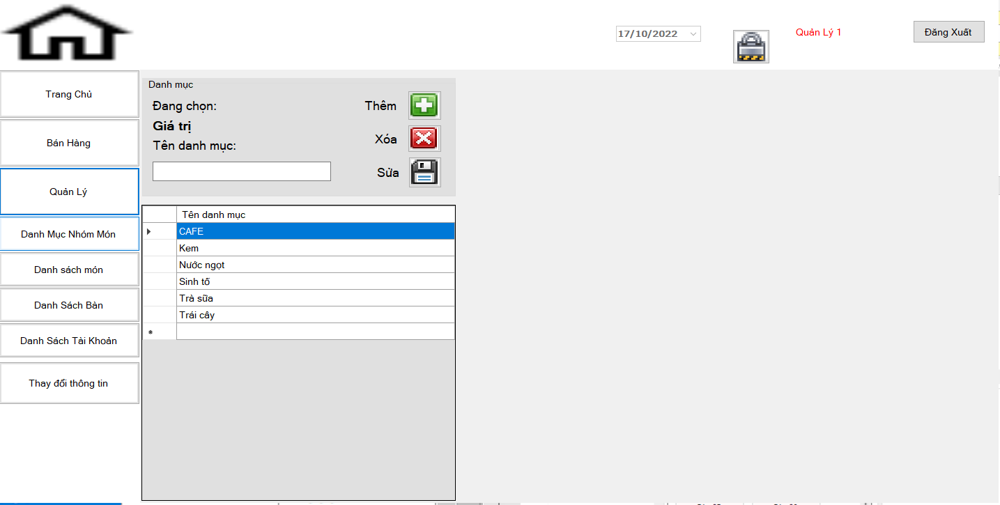 17/10/2022
Quản Lý 1
Đăng Xuất
Trang Chủ
Bán Hàng
Quản Lý
Danh Mục Nhóm Món
Danh sách món
Danh Sách Bàn
Danh Sách Tài Khoản
Thay đổi thông tin
Danh mục
Đang chọn:
Thêm
Giá trị
Xóa
Tên danh mục:
Sửa
Tên danh mục
CAFE
Kem
Nước ngọt
Sinh tố
Trà sữa
Trái cây